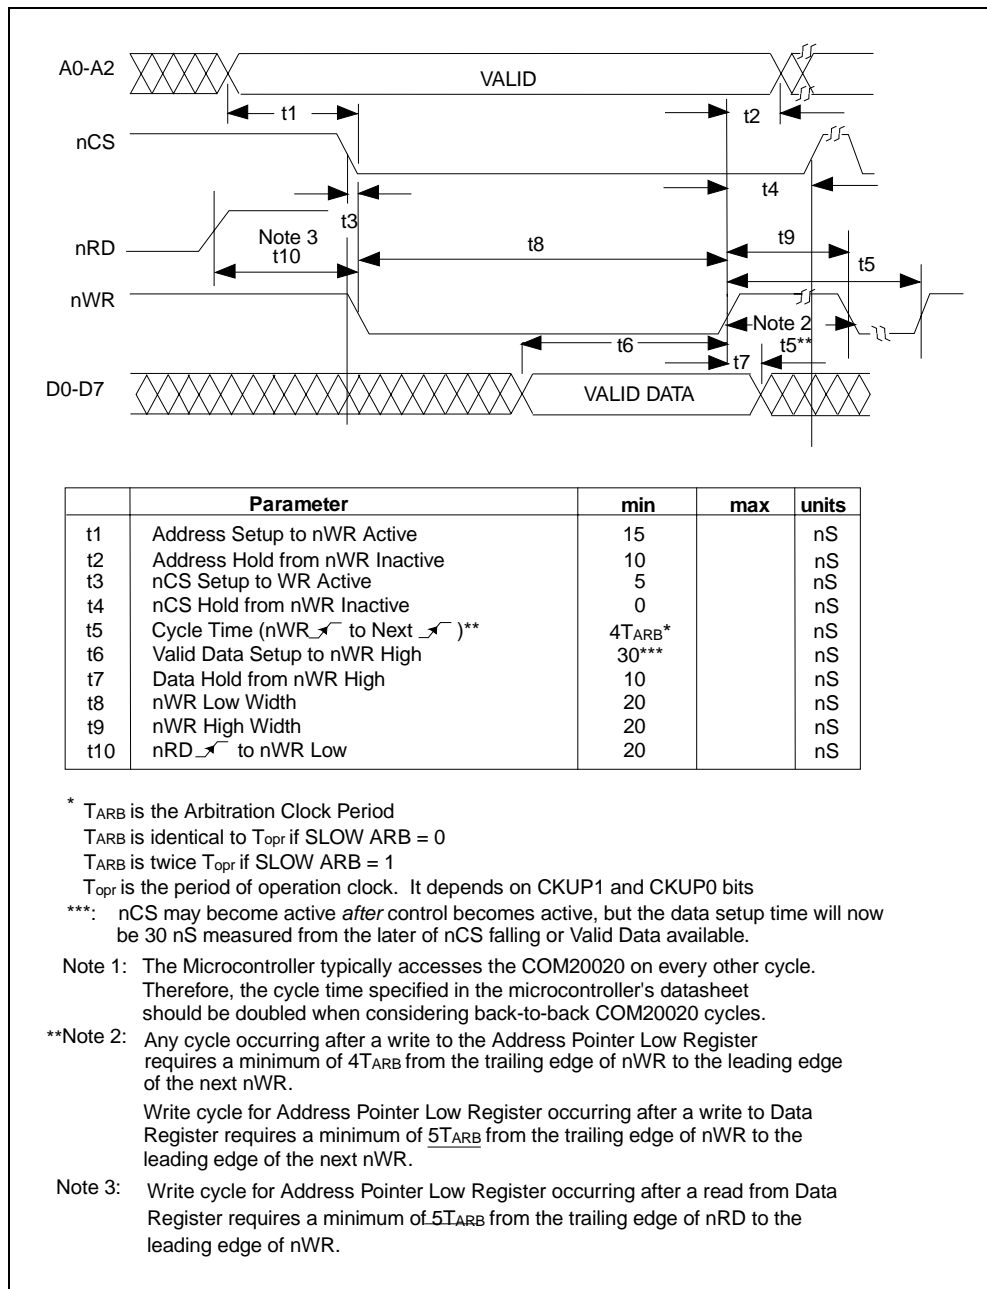 A0-A2
VALID
t1
t2
nCS
t4
t3
nRD
Note 3
t10
t8
t9
t5
nWR
Note 2
t6
t5**
t7
D0-D7
VALID DATA
Parameter min max units
t1 Address Setup to nWR Active 15 nS
t2 Address Hold from nWR Inactive 10 nS
t3 nCS Setup to WR Active 5 nS
t4 nCS Hold from nWR Inactive 0 nS
t5 Cycle Time (nWR to Next )** 4TARB* nS
t6 Valid Data Setup to nWR High 30*** nS
t7 Data Hold from nWR High 10 nS
t8 nWR Low Width 20 nS
t9 nWR High Width 20 nS
t10 nRD to nWR Low 20 nS
* TARB is the Arbitration Clock Period
TARB is identical to Topr if SLOW ARB = 0
TARB is twice Topr if SLOW ARB = 1
Topr is the period of operation clock. It depends on CKUP1 and CKUP0 bits
***: nCS may become active after control becomes active, but the data setup time will now
be 30 nS measured from the later of nCS falling or Valid Data available.
Note 1: The Microcontroller typically accesses the COM20020 on every other cycle.
Therefore, the cycle time specified in the microcontroller's datasheet
should be doubled when considering back-to-back COM20020 cycles.
**Note 2: Any cycle occurring after a write to the Address Pointer Low Register
requires a minimum of 4TARB from the trailing edge of nWR to the leading edge
of the next nWR.
Write cycle for Address Pointer Low Register occurring after a write to Data
Register requires a minimum of 5TARB from the trailing edge of nWR to the
leading edge of the next nWR.
Note 3: Write cycle for Address Pointer Low Register occurring after a read from Data
Register requires a minimum of 5TARB from the trailing edge of nRD to the
leading edge of nWR.